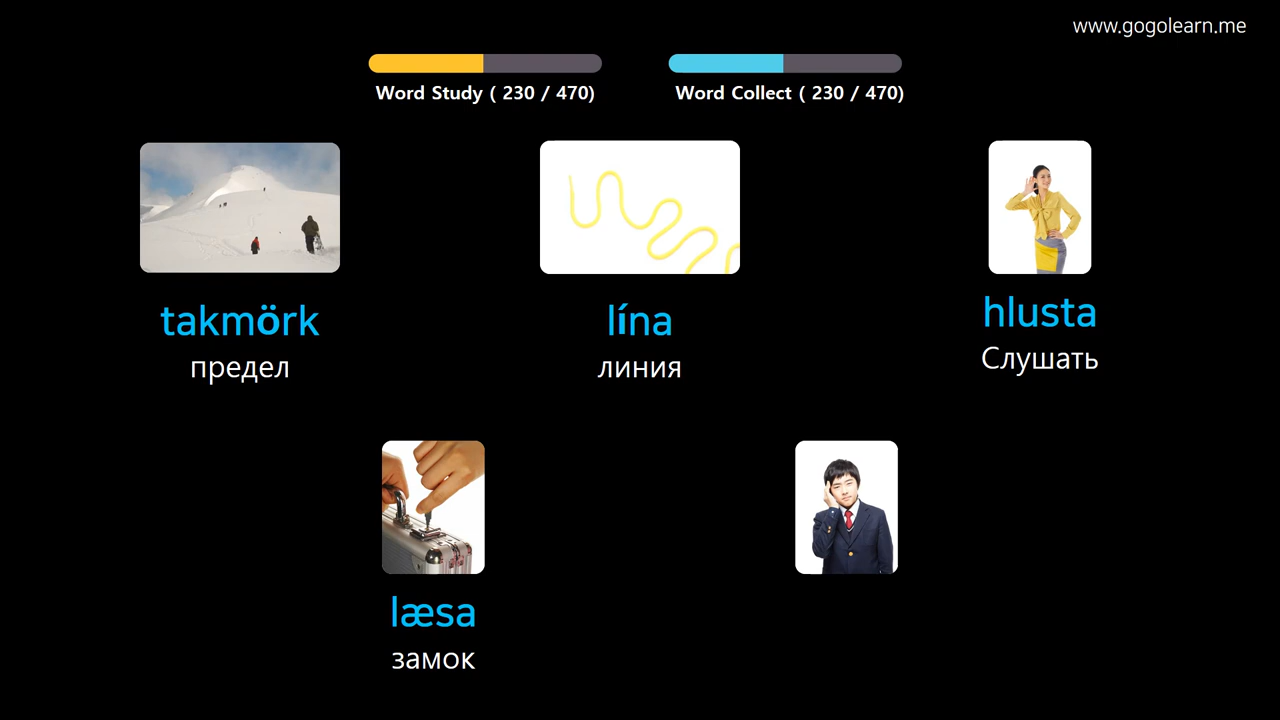 www.gogolearn.me
Word Study ( 230 / 470)
Word Collect ( 230 / 470)
takmörk
предел
lína
линия
hlusta
Слушать
læsa
замок